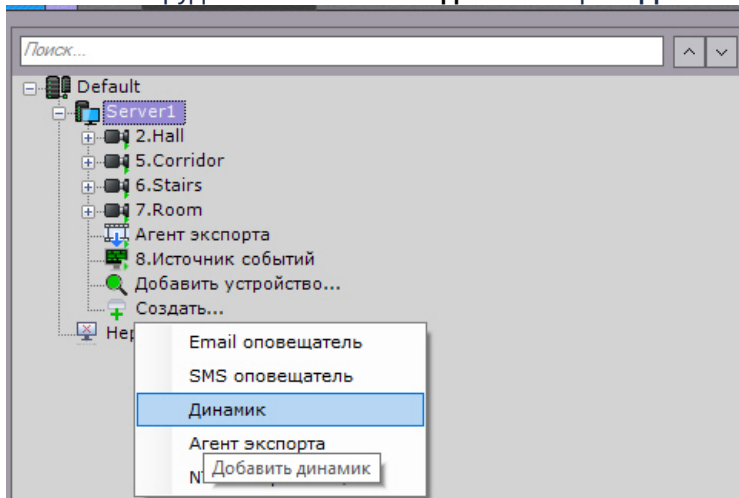 Поиск...
Default
Server1
2.Hall
5.Corridor
6.Stairs
7.Room
Агент экспорта
8.Источник событий
Добавить устройство...
Создать...
Email оповещатель
SMS оповещатель
Динамик
Агент экспорта
Добавить динамик